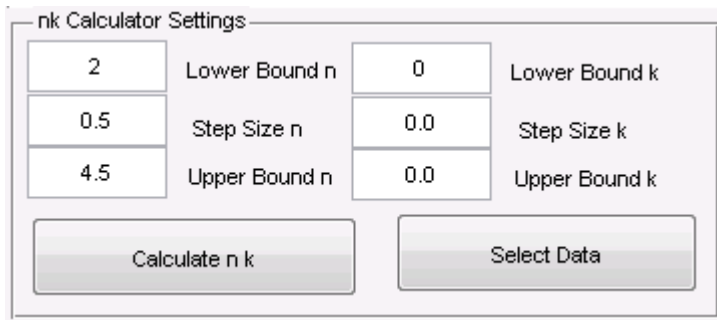 nk Calculator Settings
2 Lower Bound n 0 Lower Bound k
0.5 Step Size n 0.0 Step Size k
4.5 Upper Bound n 0.0 Upper Bound k
Calculate n k Select Data